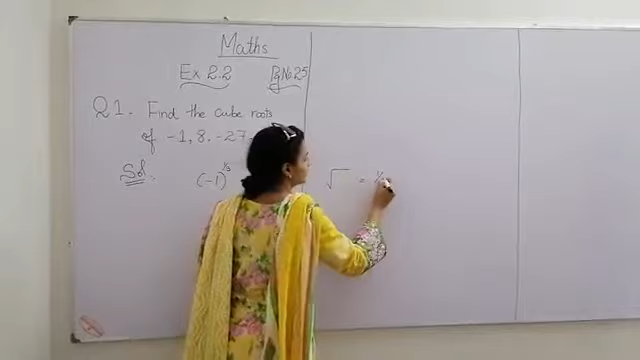 Maths
Ex 2.2 Pg No 25
Q1. Find the cube roots
of -1, 8, -27
Sol (-1)^1/3 √ =